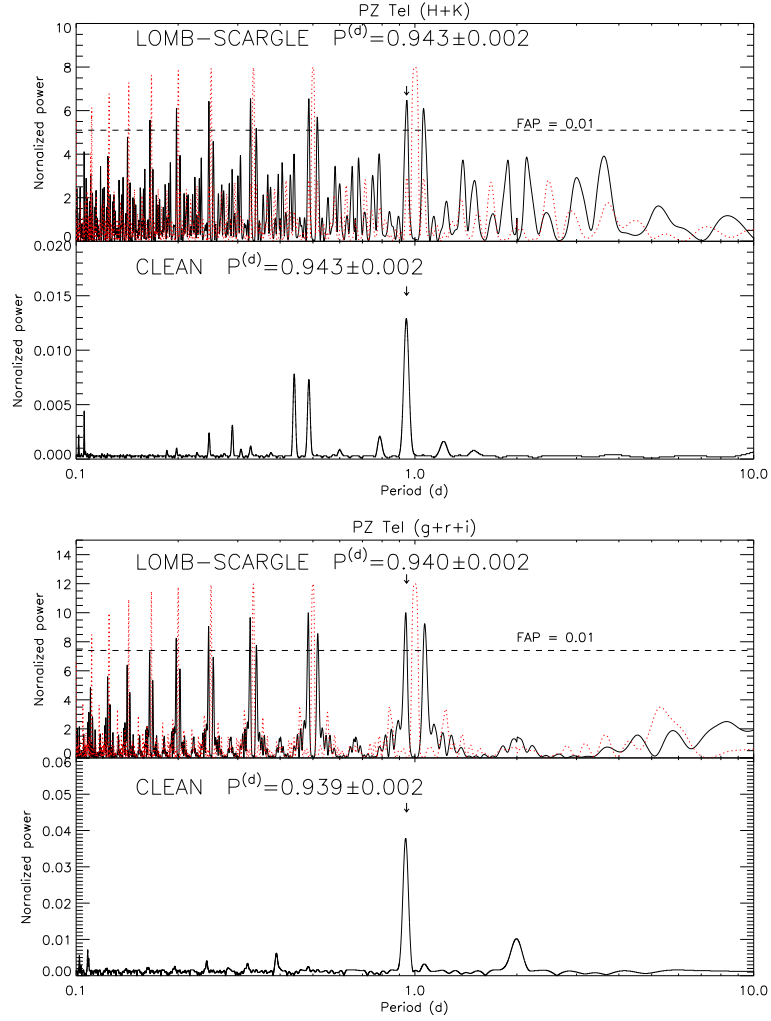 PZ Tel (H+K)
LOMB-SCARGLE P(d)=0.943±0.002
FAP = 0.01
Normalized power
10
8
6
4
2
0
CLEAN P(d)=0.943±0.002
Normalized power
0.020
0.015
0.010
0.005
0.000
0.1 1.0 10.0
Period (d)
PZ Tel (g+r+i)
LOMB-SCARGLE P(d)=0.940±0.002
FAP = 0.01
Normalized power
14
12
10
8
6
4
2
0
CLEAN P(d)=0.939±0.002
Normalized power
0.06
0.05
0.04
0.03
0.02
0.01
0.00
0.1 1.0 10.0
Period (d)